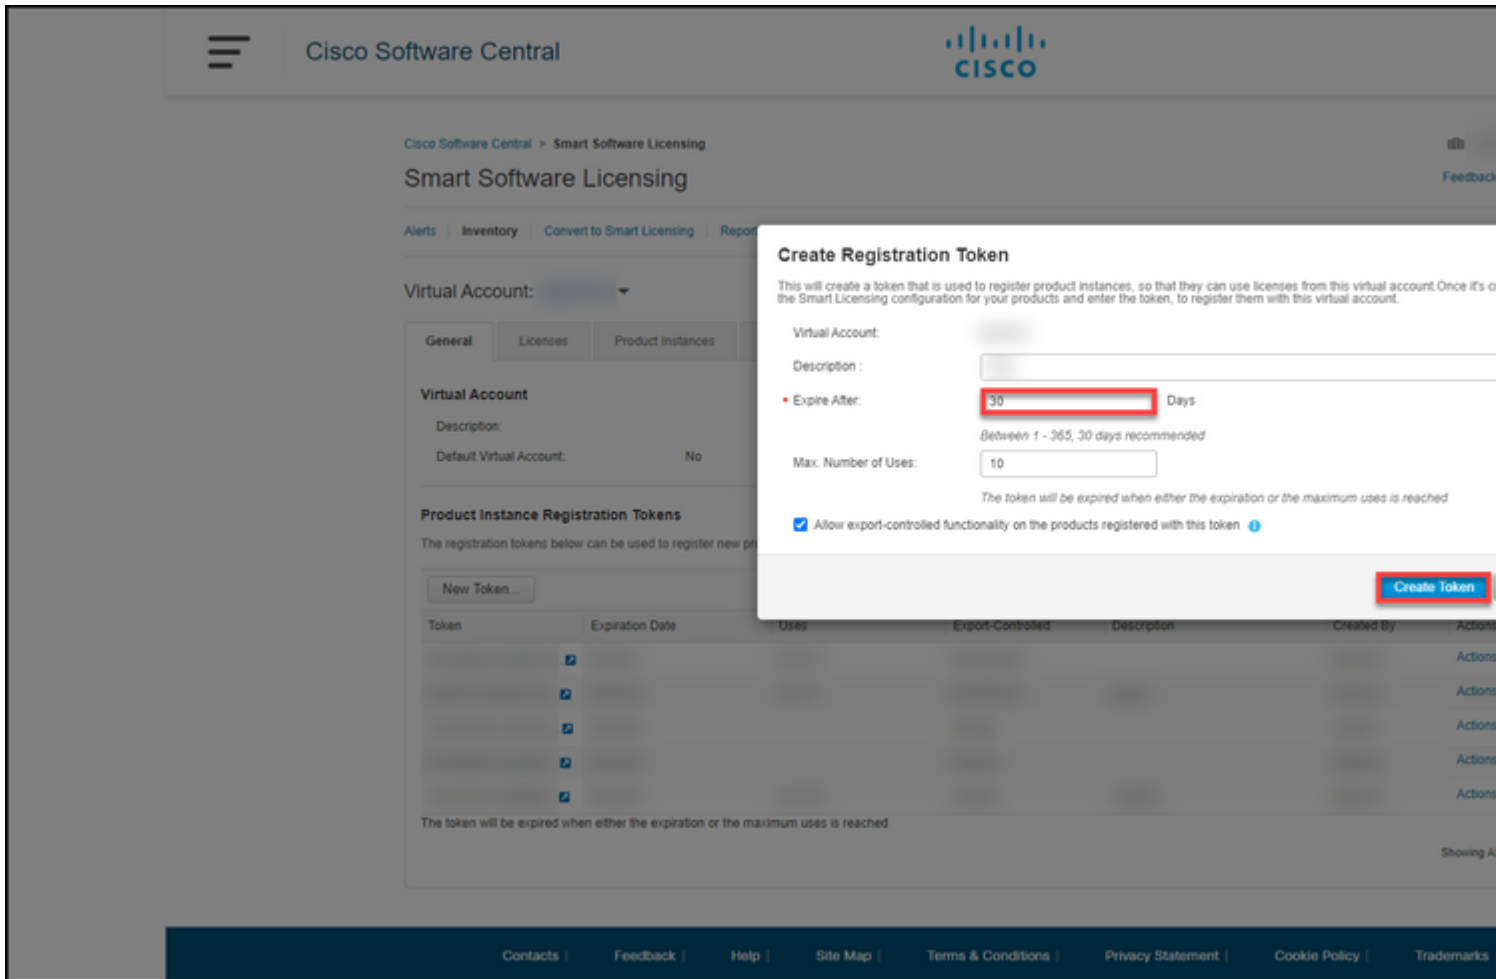 Cisco Software Central
CISCO
Cisco Software Central > Smart Software Licensing
Smart Software Licensing
Feedback
Alerts | Inventory | Convert to Smart Licensing | Report
Virtual Account:
General Licenses Product Instances
Virtual Account
Description:
Default Virtual Account: No
Product Instance Registration Tokens
The registration tokens below can be used to register new
New Token...
Token Expiration Date Uses Export-Controlled Description Created By Actions
Actions
Actions
Actions
Actions
Actions
The token will be expired when either the expiration or the maximum uses is reached
Showing
Create Registration Token
This will create a token that is used to register product instances, so that they can use licenses from this virtual account.Once it's
the Smart Licensing configuration for your products and enter the token, to register them with this virtual account.
Virtual Account:
Description :
* Expire After: 30 Days
Between 1 - 365, 30 days recommended
Max. Number of Uses: 10
The token will be expired when either the expiration or the maximum uses is reached
Allow export-controlled functionality on the products registered with this token
Create Token
Contacts | Feedback | Help | Site Map | Terms & Conditions | Privacy Statement | Cookie Policy | Trademarks